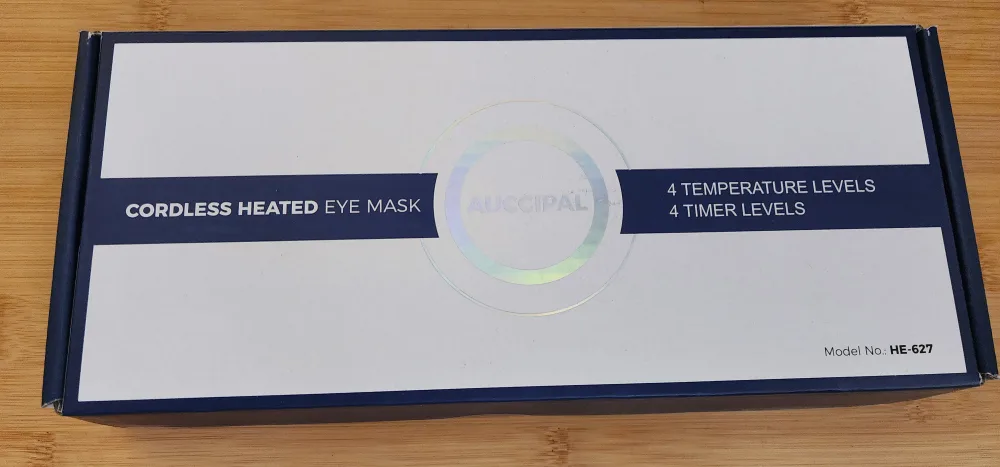 CORDLESS HEATED EYE MASK
AUCCIPAL
4 TEMPERATURE LEVELS
4 TIMER LEVELS
Model No.: HE-627